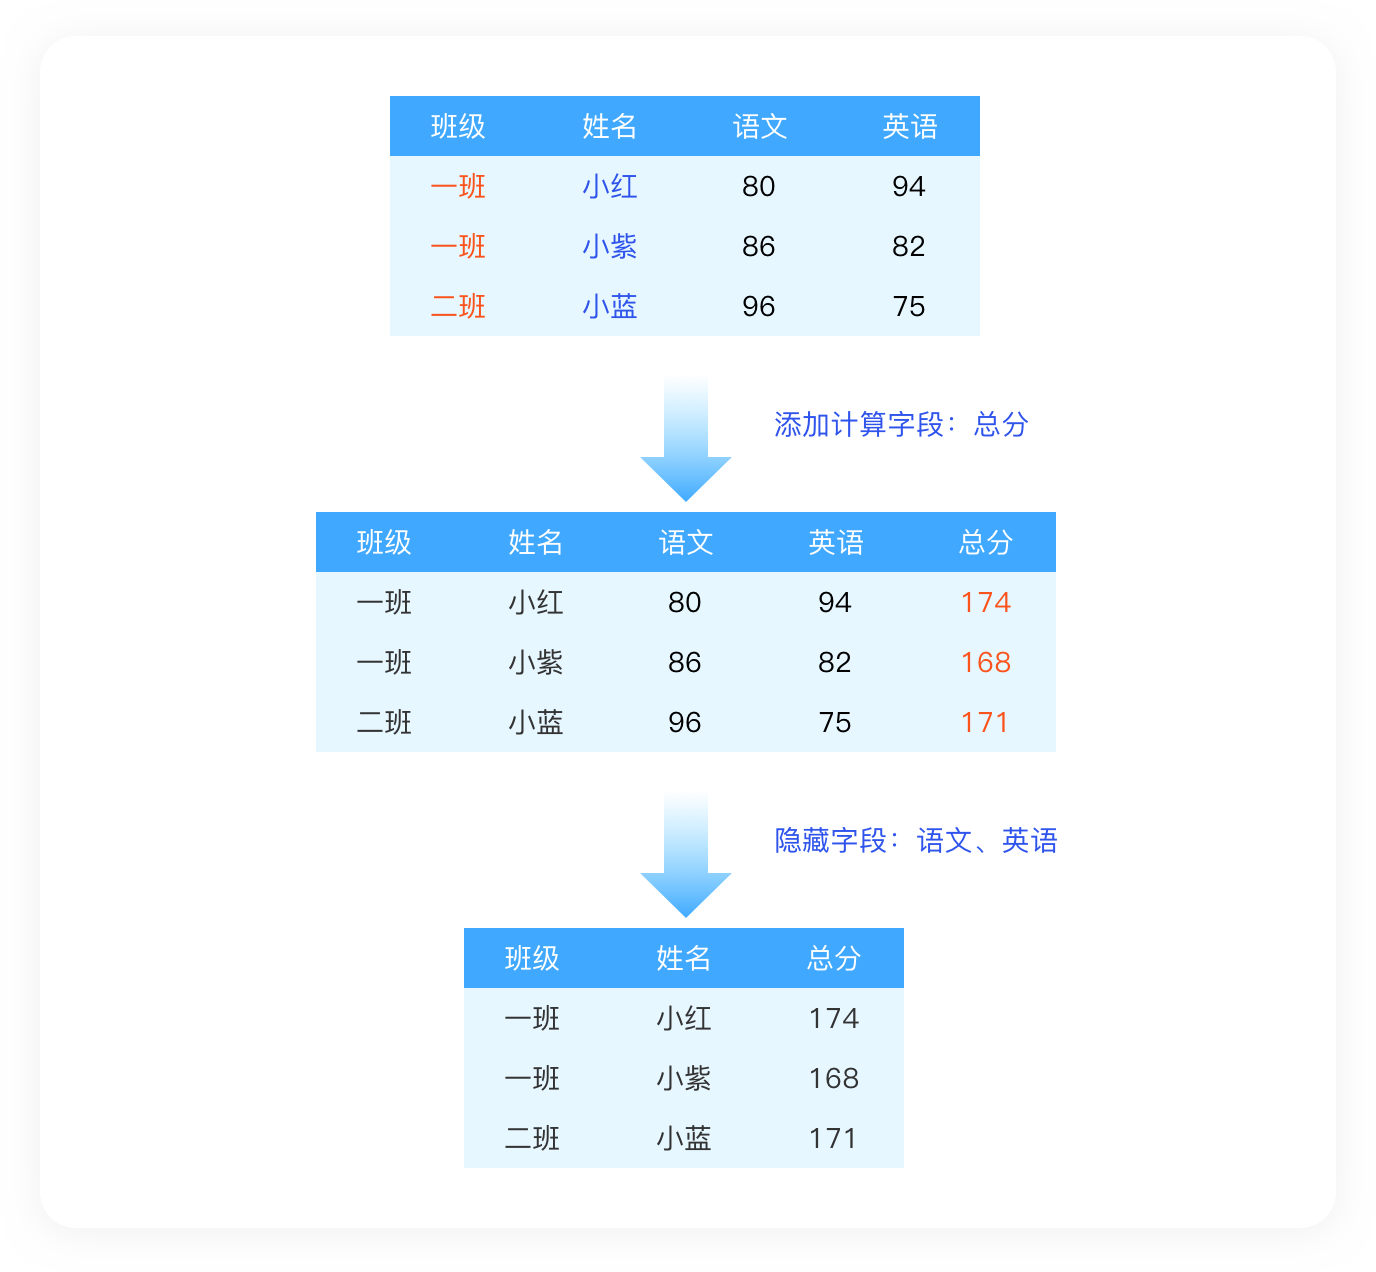 班级 姓名 语文 英语
一班 小红 80 94
一班 小紫 86 82
二班 小蓝 96 75
添加计算字段：总分
班级 姓名 语文 英语 总分
一班 小红 80 94 174
一班 小紫 86 82 168
二班 小蓝 96 75 171
隐藏字段：语文、英语
班级 姓名 总分
一班 小红 174
一班 小紫 168
二班 小蓝 171